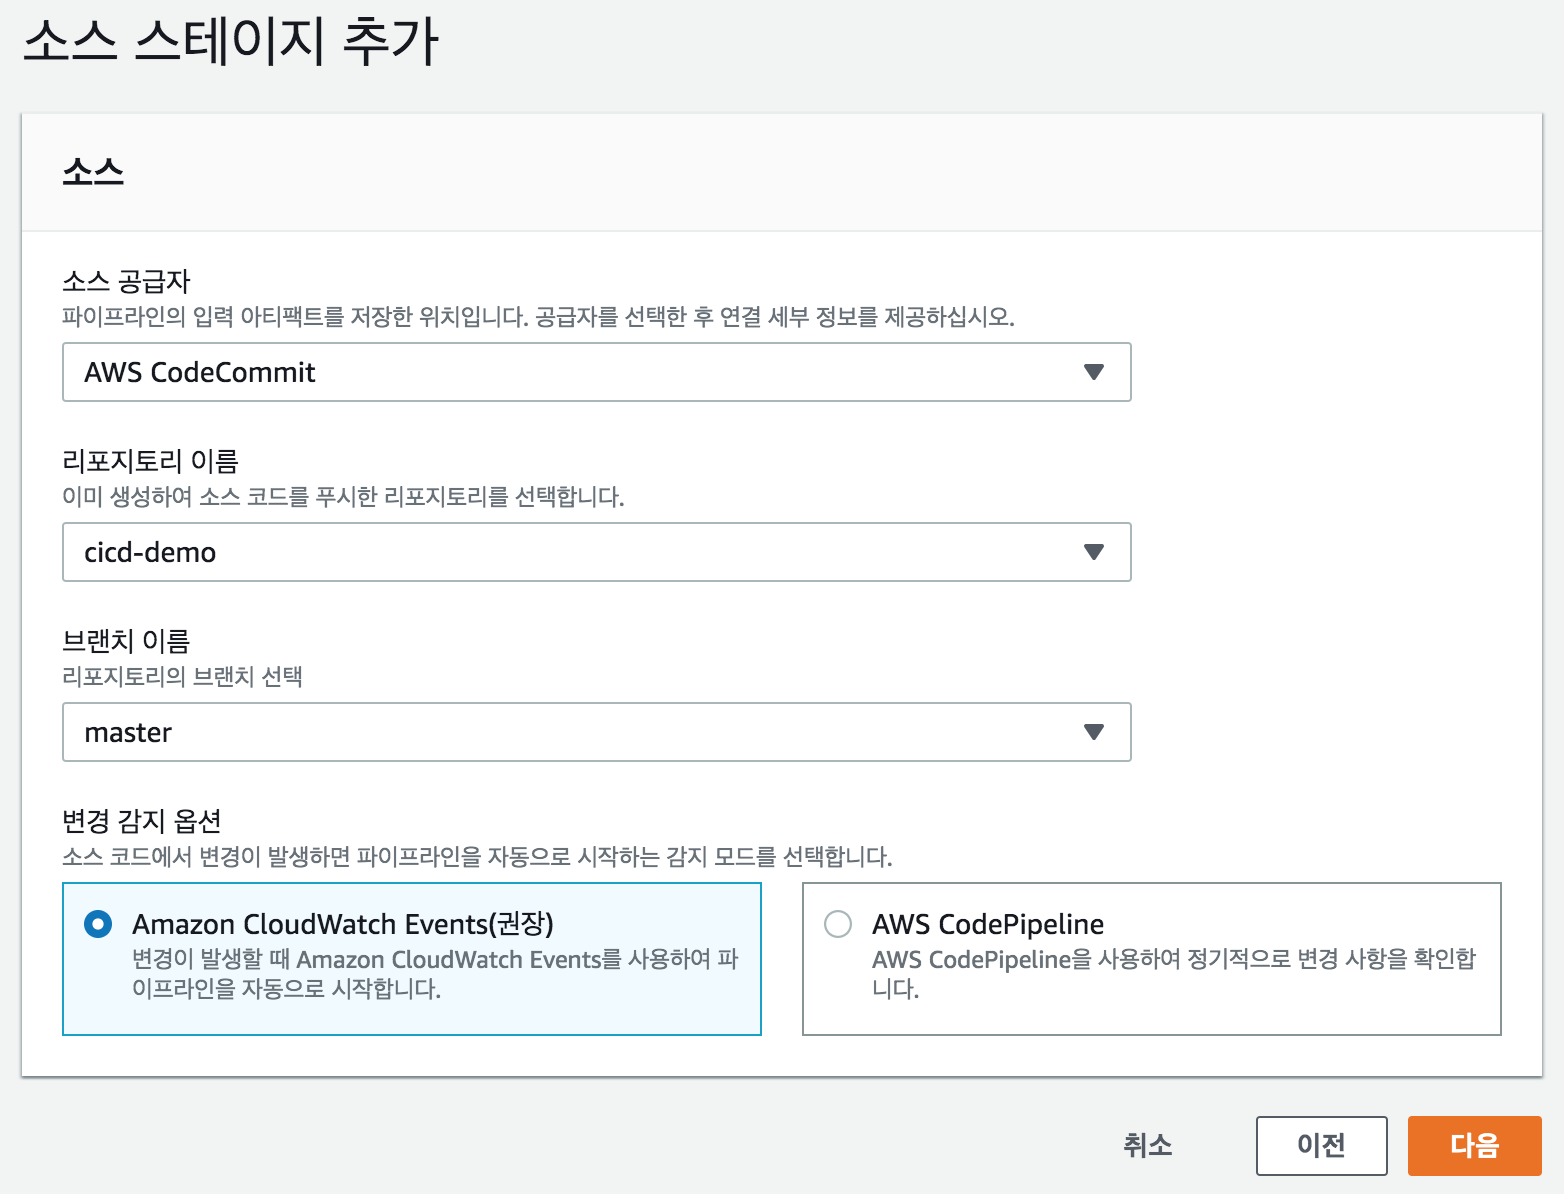 소스 스테이지 추가
소스
소스 공급자
파이프라인의 입력 아티팩트를 저장한 위치입니다. 공급자를 선택한 후 연결 세부 정보를 제공하십시오.
AWS CodeCommit
리포지토리 이름
이미 생성하여 소스 코드를 푸시한 리포지토리를 선택합니다.
cicd-demo
브랜치 이름
리포지토리의 브랜치 선택
master
변경 감지 옵션
소스 코드에서 변경이 발생하면 파이프라인을 자동으로 시작하는 감지 모드를 선택합니다.
Amazon CloudWatch Events(권장)
변경이 발생할 때 Amazon CloudWatch Events를 사용하여 파
이프라인을 자동으로 시작합니다.
AWS CodePipeline
AWS CodePipeline을 사용하여 정기적으로 변경 사항을 확인합
니다.
취소
이전
다음